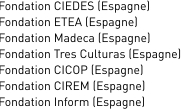 Fondation CIEDES (Espagne)
Fondation ETEA (Espagne)
Fondation Madeca (Espagne)
Fondation Tres Culturas (Espagne)
Fondation CICOP (Espagne)
Fondation CIREM (Espagne)
Fondation Inform (Espagne)